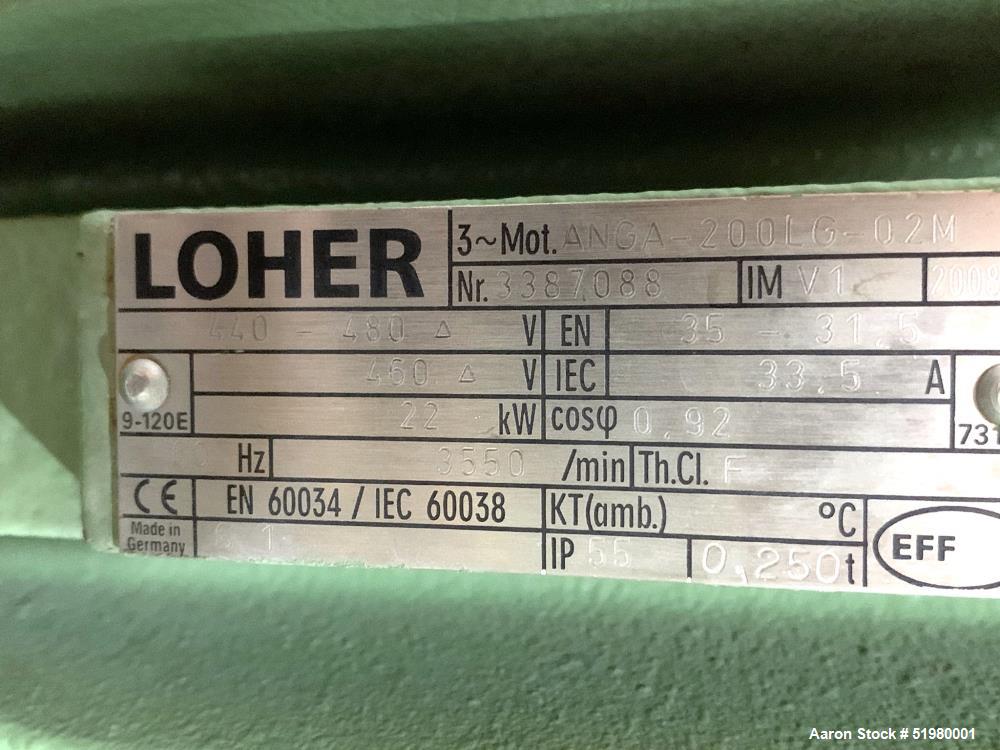 LOHER
3~Mot. ANGA-200LG-02M
Nr. 3387088 IM V1 2008
440 - 480 Δ V EN 35 - 31,5
460 Δ V IEC 33,5 A
9-120E 22 kW cosφ 0,92 731
Hz 3550 /min Th.Cl. F
CE EN 60034 / IEC 60038 KT(amb.) °C
Made in
Germany
IP 55 0,250 t
EFF
Aaron Stock # 51980001